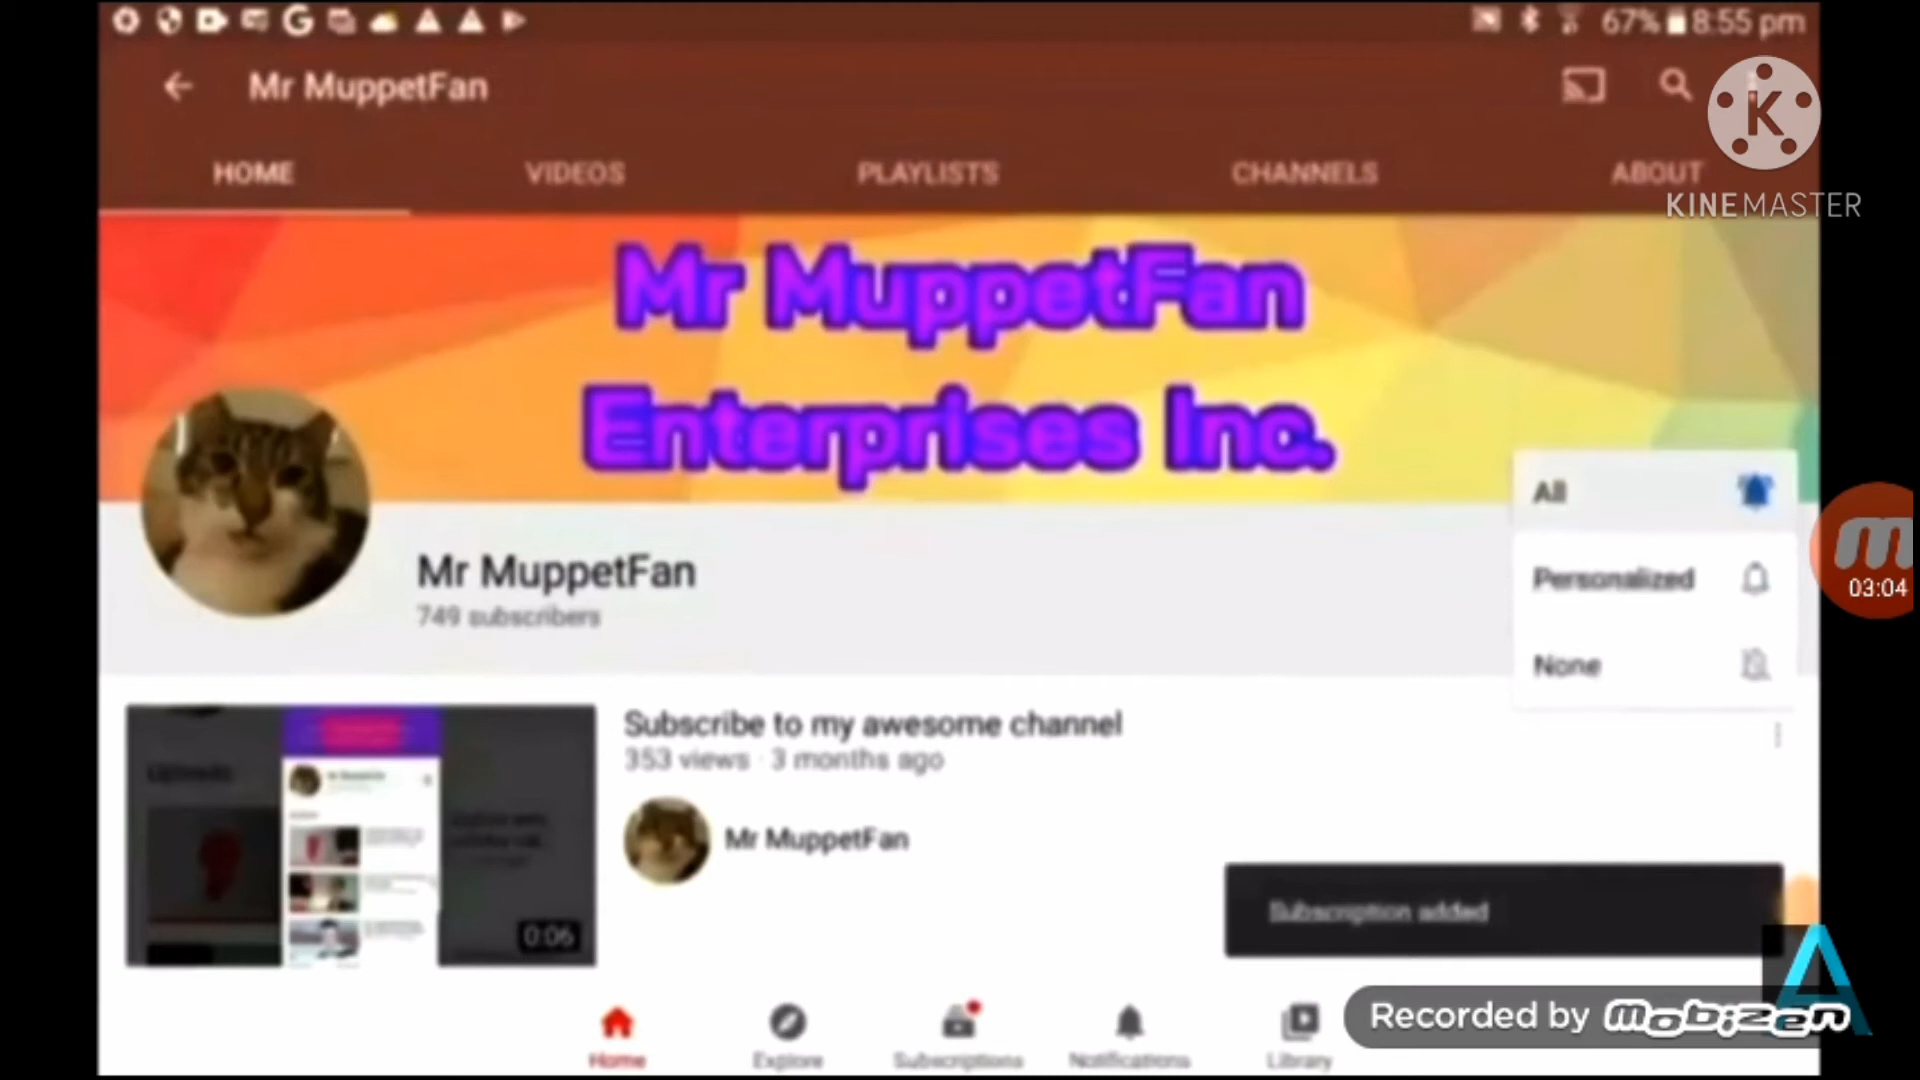 67% 8:55 pm
Mr MuppetFan
HOME VIDEOS PLAYLISTS CHANNELS ABOUT
K
KINEMASTER
Mr MuppetFan
Enterprises Inc.
All
Personalized
None
Mr MuppetFan
749 subscribers
03:04
Subscribe to my awesome channel
353 views · 3 months ago
Mr MuppetFan
0:06
Subscription added
A
Recorded by mobizen
Home Explore Subscriptions Notifications Library